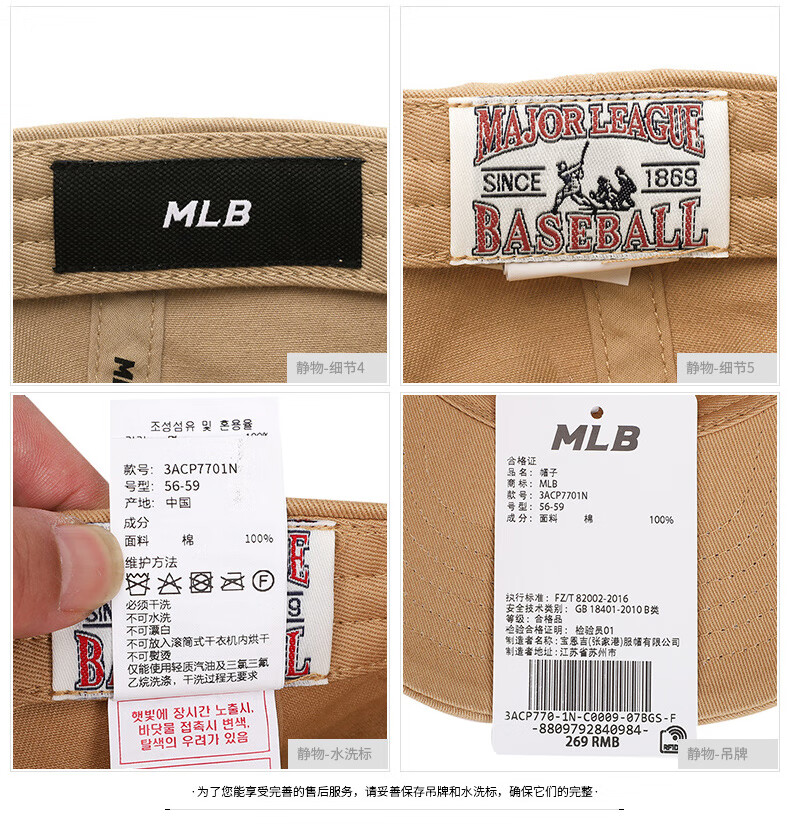 MLB
静物-细节4
MAJOR LEAGUE
SINCE 1869
BASEBALL
静物-细节5
조성섬유 및 혼용율
100%
款号: 3ACP7701N
号型: 56-59
产地: 中国
成分
面料 棉 100%
维护方法
必须干洗
不可水洗
不可漂白
不可放入滚筒式干衣机内烘干
不可熨烫
仅能使用轻质汽油及三氯三氟
乙烷洗涤，干洗过程无要求
햇빛에 장시간 노출시,
바닷물 접촉시 변색,
탈색의 우려가 있음
静物-水洗标
MLB
合格证
品名: 帽子
商标: MLB
款号: 3ACP7701N
号型: 56-59
成分: 面料 棉 100%
执行标准: FZ/T 82002-2016
安全技术类别: GB 18401-2010 B类
等级: 合格品
检验合格证明: 检验员01
制造者名称: 宝恩吉(张家港)服帽有限公司
制造者地址: 江苏省苏州市
3ACP770-1N-C0009-07BGS-F
-8809792840984-
269 RMB
RFID
静物-吊牌
·为了您能享受完善的售后服务，请妥善保存吊牌和水洗标，确保它们的完整·